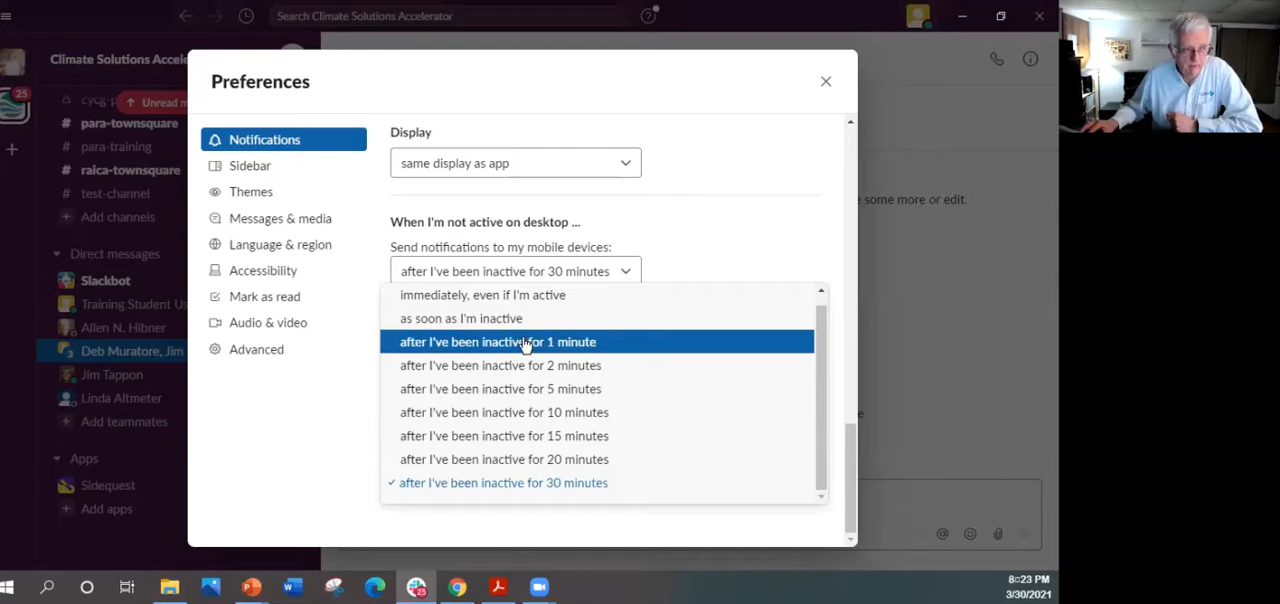 Search Climate Solutions Accelerator
Climate Solutions Accele
25
Unread m
# para-townsquare
# para-training
# raica-townsquare
# test-channel
+ Add channels
Direct messages
Slackbot
Training Student Us
Allen N. Hibner
3 Deb Muratore, Jim
Jim Tappon
Linda Altmeter
+ Add teammates
Apps
Sidequest
+ Add apps
Preferences
Notifications
Sidebar
Themes
Messages & media
Language & region
Accessibility
Mark as read
Audio & video
Advanced
Display
same display as app
When I'm not active on desktop ...
Send notifications to my mobile devices:
after I've been inactive for 30 minutes
immediately, even if I'm active
as soon as I'm inactive
after I've been inactive for 1 minute
after I've been inactive for 2 minutes
after I've been inactive for 5 minutes
after I've been inactive for 10 minutes
after I've been inactive for 15 minutes
after I've been inactive for 20 minutes
✓ after I've been inactive for 30 minutes
e some more or edit.
25
8:23 PM
3/30/2021